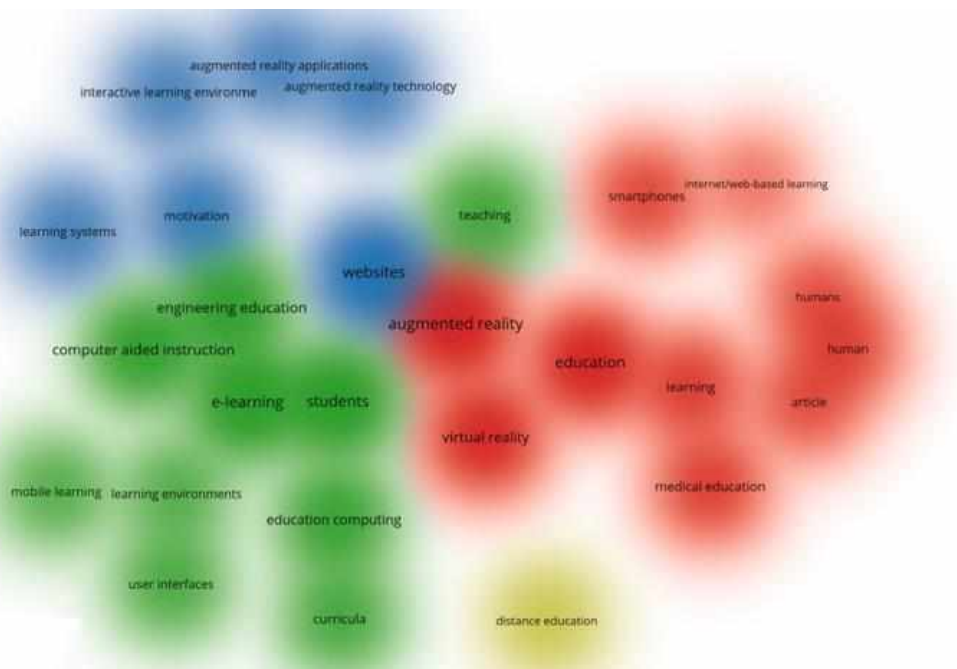 augmented reality applications
interactive learning environme
augmented reality technology
internet/web-based learning
smartphones
motivation
teaching
learning systems
websites
humans
engineering education
augmented reality
computer aided instruction
human
education
learning
e-learning
students
article
virtual reality
medical education
mobile learning
learning environments
education computing
user interfaces
curricula
distance education